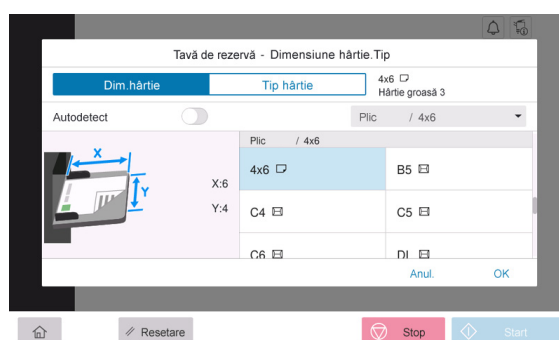 Tavă de rezervă - Dimensiune hârtie.Tip
Dim.hârtie
Tip hârtie
4x6
Hârtie groasă 3
Autodetect
Plic / 4x6
Plic / 4x6
X
Y
X:6
Y:4
4x6
B5
C4
C5
C6
DL
Anul.
OK
Resetare
Stop
Start